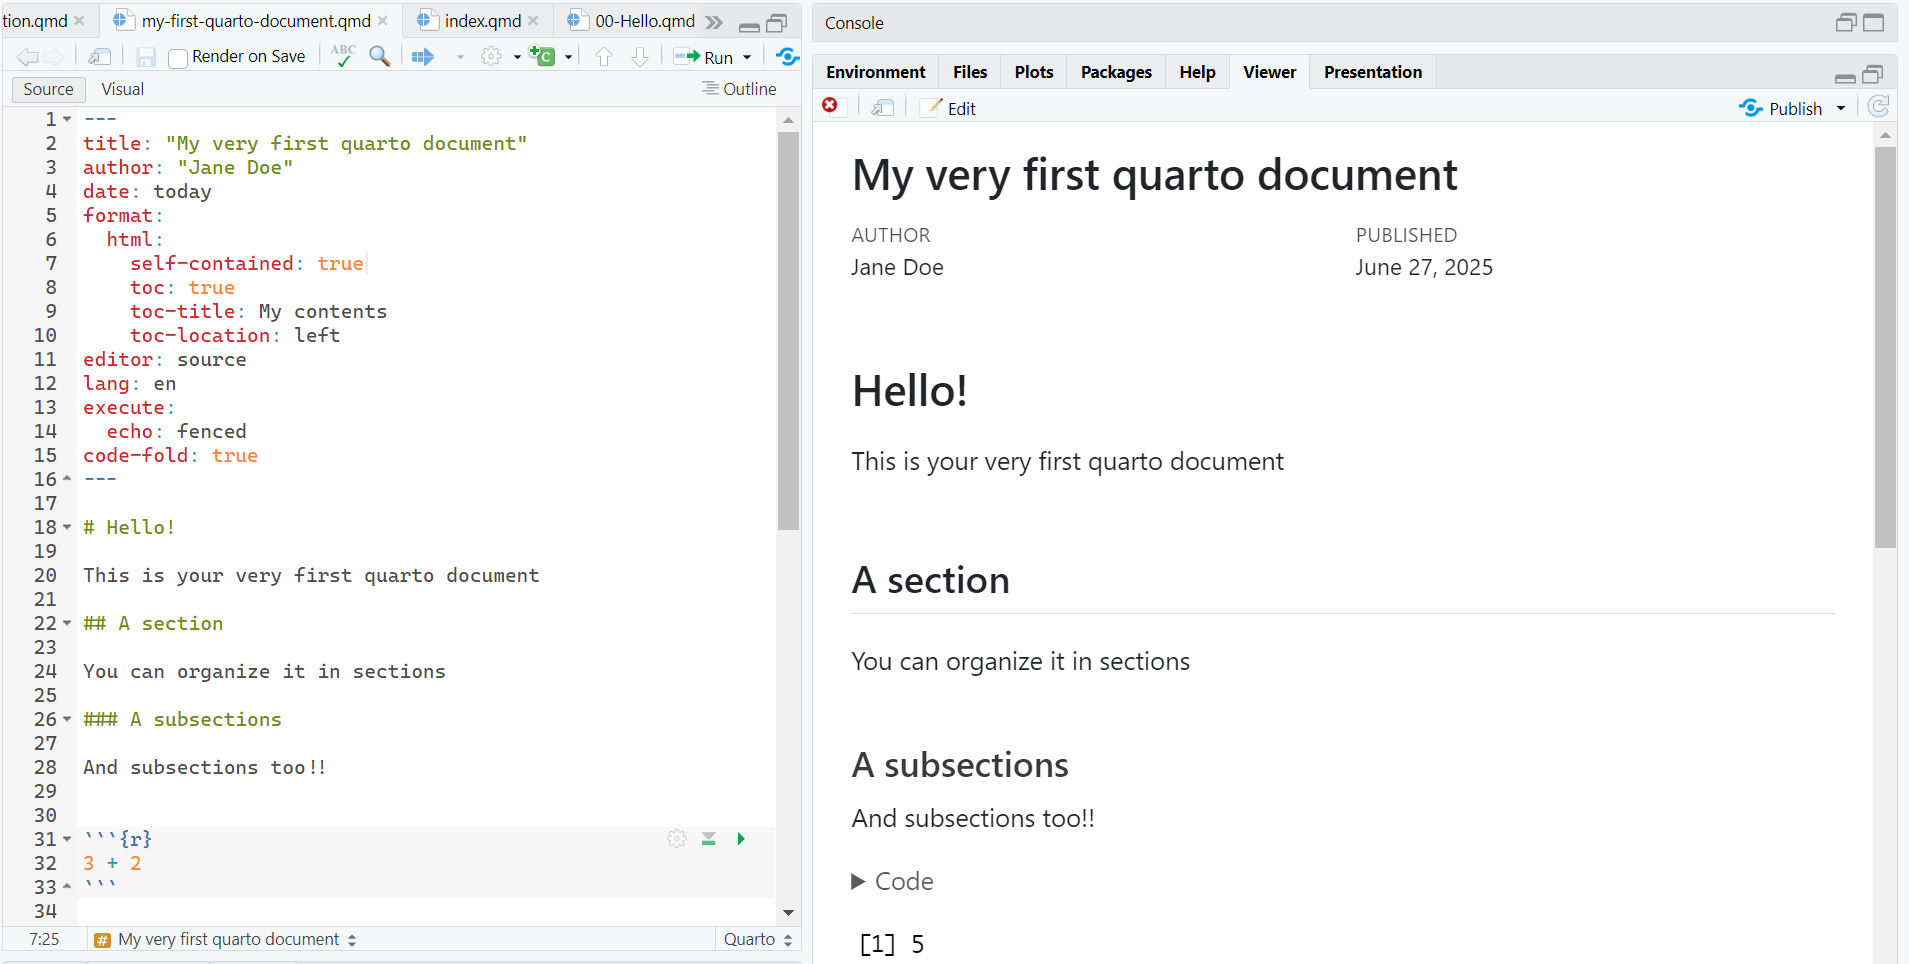 tion.qmd
my-first-quarto-document.qmd
index.qmd
00-Hello.qmd
Render on Save
ABC
Run
Source
Visual
Outline
1 ---
2 title: "My very first quarto document"
3 author: "Jane Doe"
4 date: today
5 format:
6   html:
7     self-contained: true
8     toc: true
9     toc-title: My contents
10     toc-location: left
11 editor: source
12 lang: en
13 execute:
14   echo: fenced
15 code-fold: true
16 ---
17
18 # Hello!
19
20 This is your very first quarto document
21
22 ## A section
23
24 You can organize it in sections
25
26 ### A subsections
27
28 And subsections too!!
29
30
31 ```{r}
32 3 + 2
33 ```
34
7:25
# My very first quarto document
Quarto
Console
Environment
Files
Plots
Packages
Help
Viewer
Presentation
Edit
Publish
My very first quarto document
AUTHOR
Jane Doe
PUBLISHED
June 27, 2025
Hello!
This is your very first quarto document
A section
You can organize it in sections
A subsections
And subsections too!!
Code
[1] 5